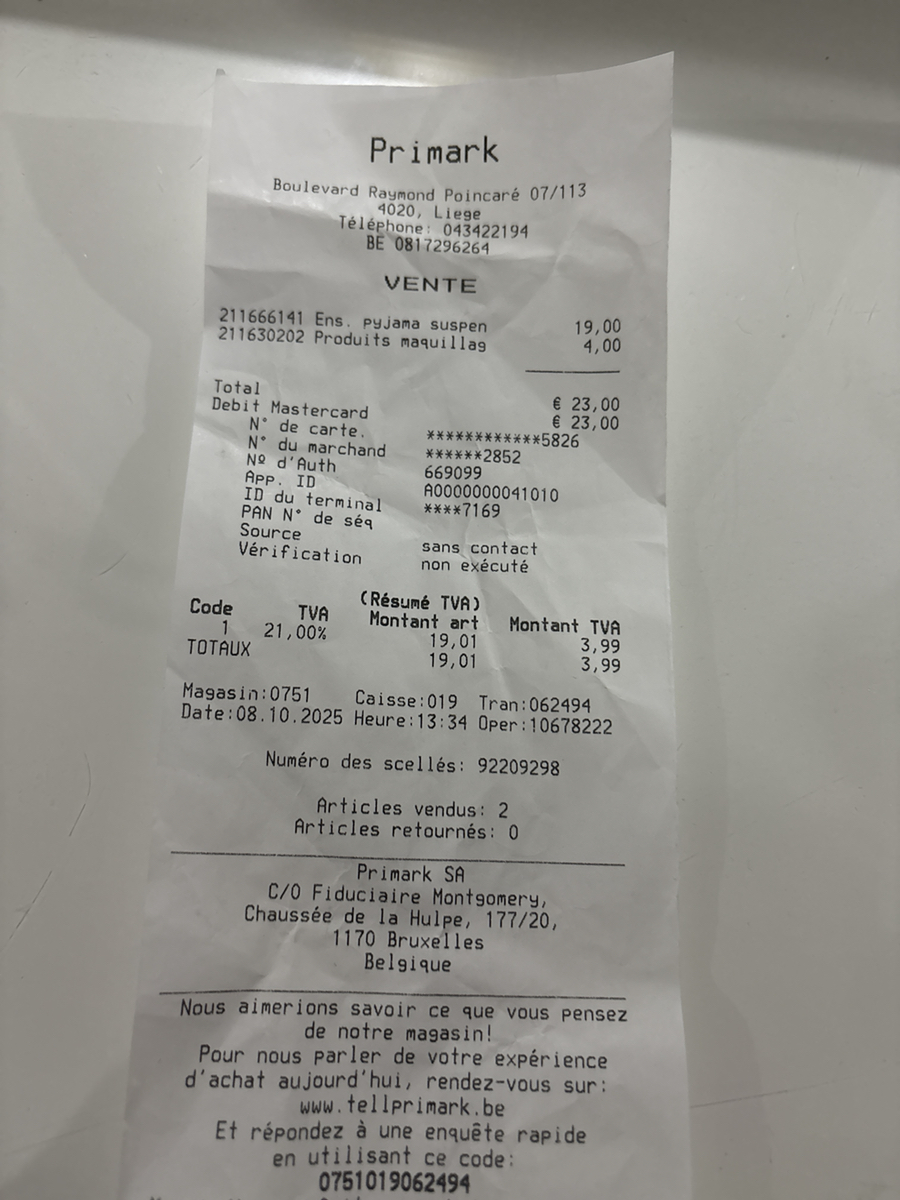 Primark
Boulevard Raymond Poincaré 07/113
4020, Liege
Téléphone: 043422194
BE 0817296264
VENTE
211666141 Ens. pyjama suspen 19,00
211630202 Produits maquillag 4,00
Total € 23,00
Debit Mastercard € 23,00
N° de carte. ************5826
N° du marchand ******2852
Nº d'Auth 669099
App. ID A0000000041010
ID du terminal ****7169
PAN N° de séq
Source sans contact
Vérification non exécuté
(Résumé TVA)
Code TVA Montant art Montant TVA
1 21,00% 19,01 3,99
TOTAUX 19,01 3,99
Magasin:0751 Caisse:019 Tran:062494
Date:08.10.2025 Heure:13:34 Oper:10678222
Numéro des scellés: 92209298
Articles vendus: 2
Articles retournés: 0
Primark SA
C/O Fiduciaire Montgomery,
Chaussée de la Hulpe, 177/20,
1170 Bruxelles
Belgique
Nous aimerions savoir ce que vous pensez
de notre magasin!
Pour nous parler de votre expérience
d'achat aujourd'hui, rendez-vous sur:
www.tellprimark.be
Et répondez à une enquête rapide
en utilisant ce code:
0751019062494